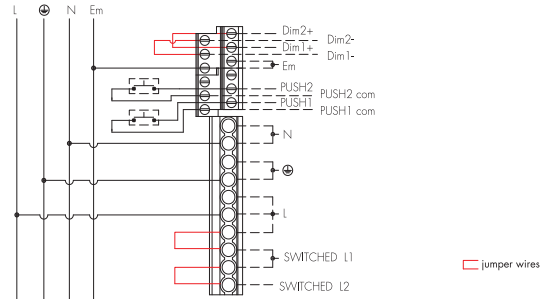 L N Em
Dim2+
Dim2-
Dim1+
Dim1-
Em
PUSH2
PUSH2 com
PUSH1
PUSH1 com
N
L
SWITCHED L1
SWITCHED L2
jumper wires